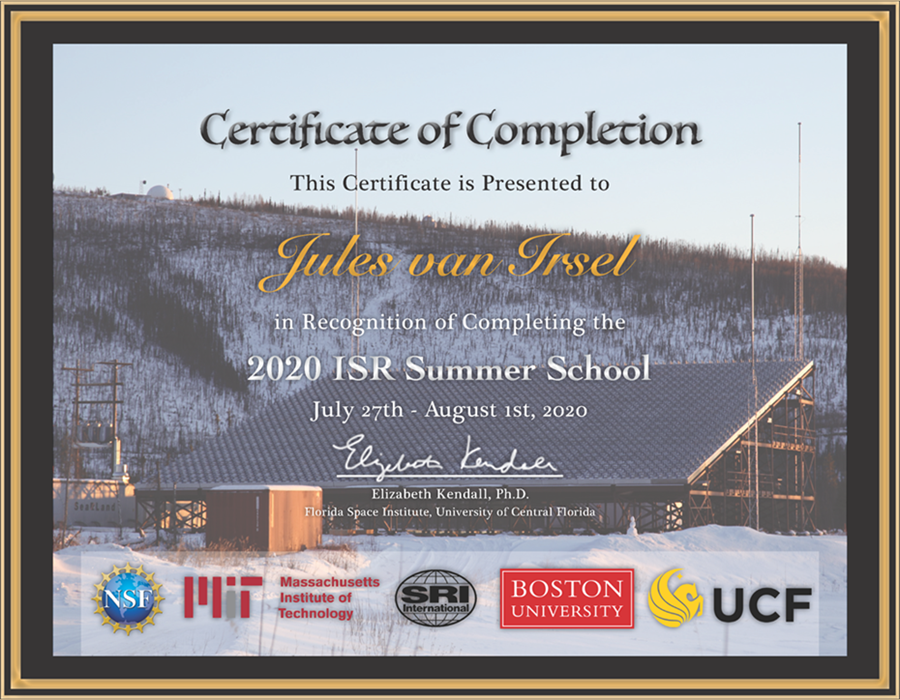 Certificate of Completion
This Certificate is Presented to
Jules van Irsel
in Recognition of Completing the
2020 ISR Summer School
July 27th - August 1st, 2020
Elizabeth Kendall
Elizabeth Kendall, Ph.D.
Florida Space Institute, University of Central Florida
SeaLand
NSF
MIT
Massachusetts
Institute of
Technology
SRI
International
BOSTON
UNIVERSITY
UCF